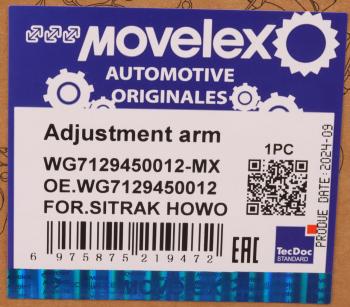 MOVELEX
AUTOMOTIVE
ORIGINALES
Adjustment arm
WG7129450012-MX
OE.WG7129450012
FOR.SITRAK HOWO
1PC
PRODUE DATE:2024-09
6 975875 219472
EAC
TecDoc
STANDARD